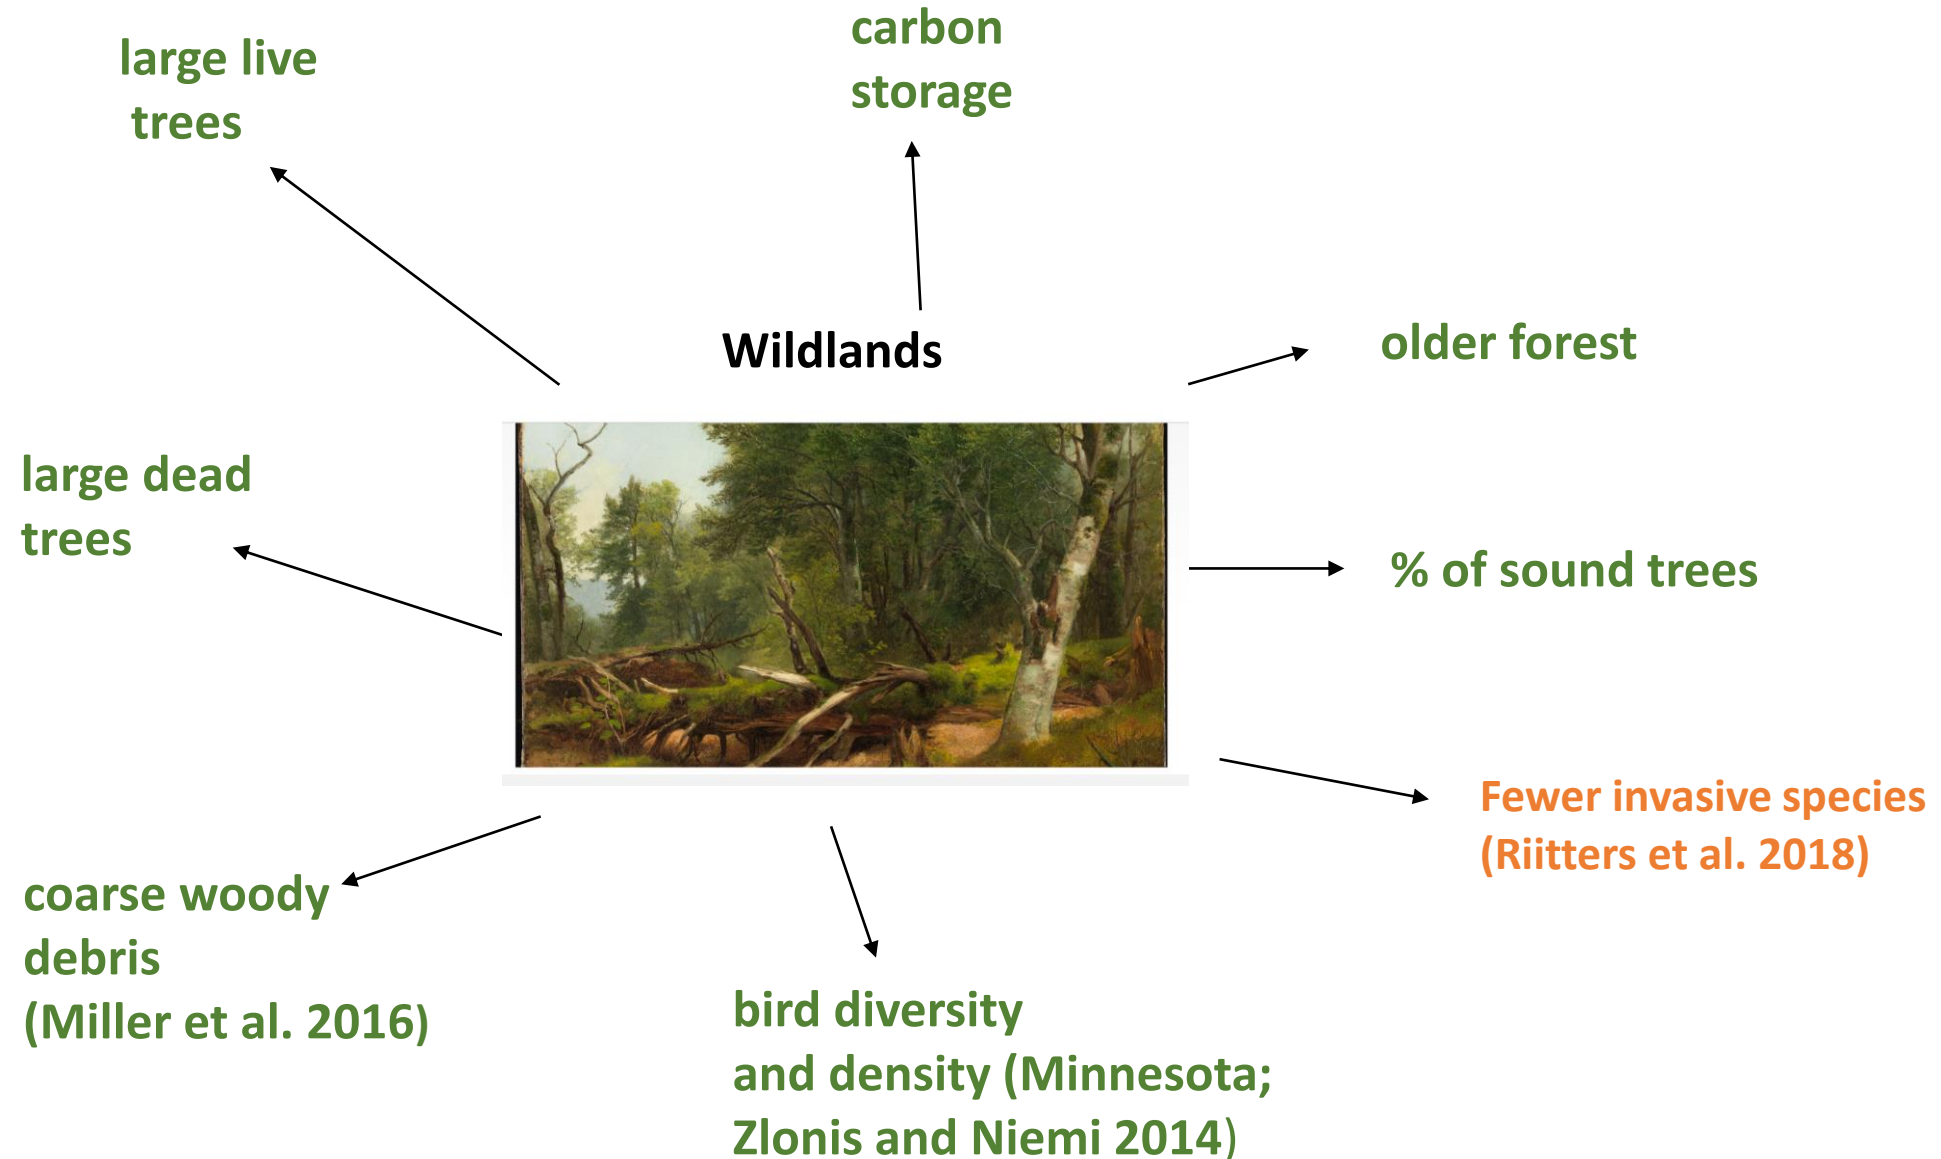 large live
trees
carbon
storage
Wildlands
older forest
large dead
trees
% of sound trees
Fewer invasive species
(Riitters et al. 2018)
coarse woody
debris
(Miller et al. 2016)
bird diversity
and density (Minnesota;
Zlonis and Niemi 2014)